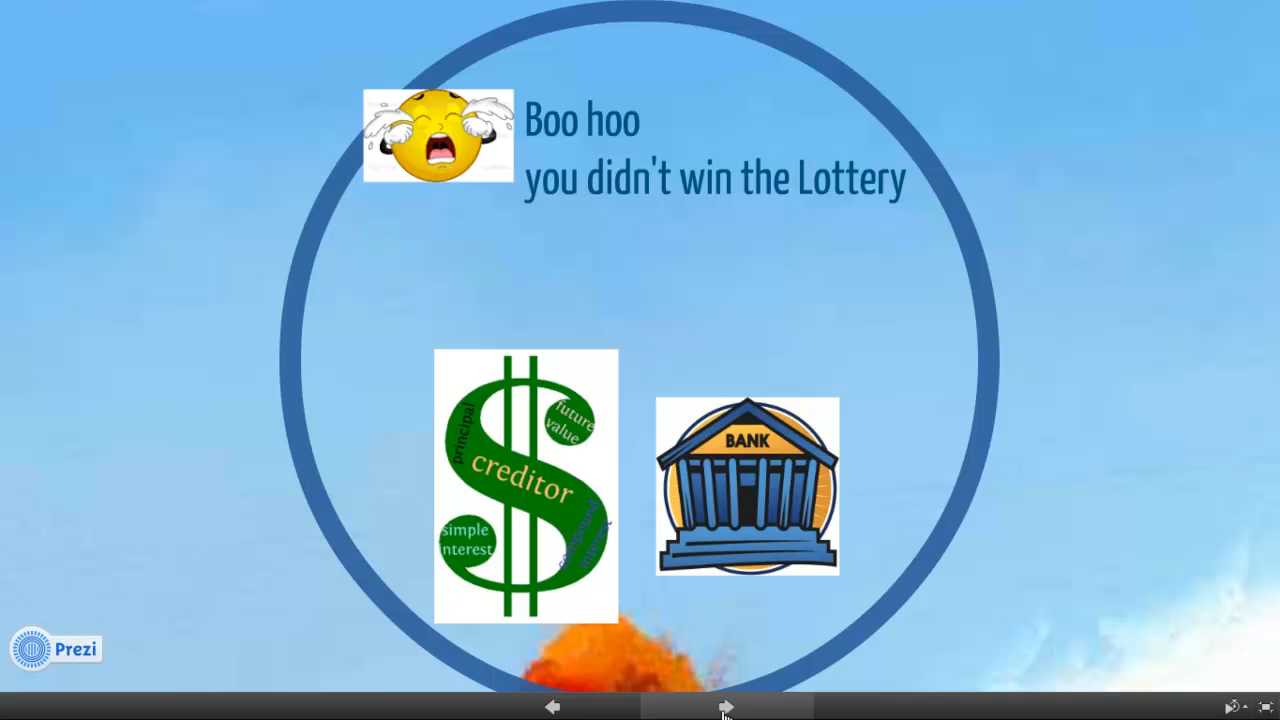 Boo hoo
you didn't win the Lottery
principal
future
value
creditor
simple
interest
compound
interest
BANK
Prezi